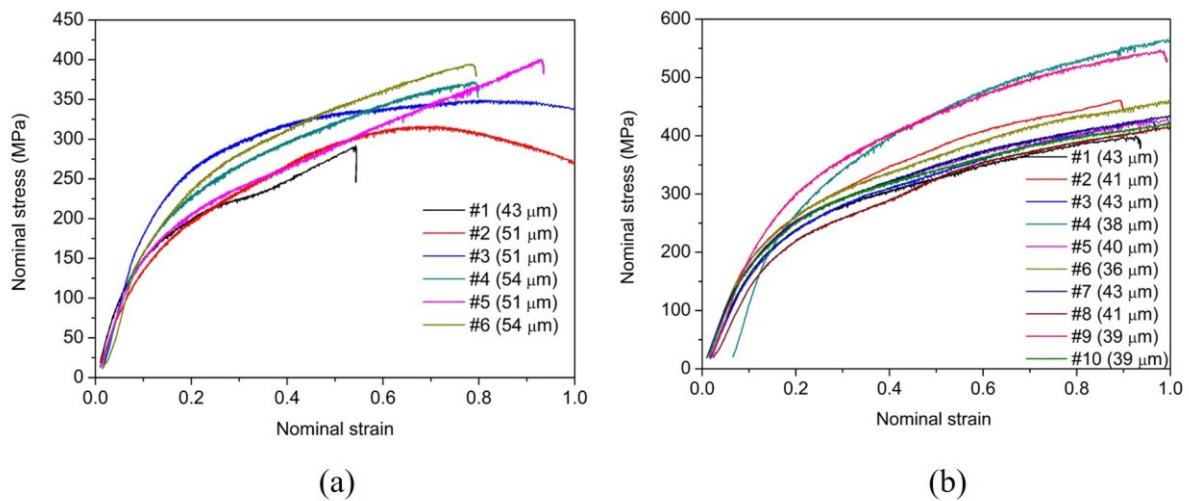 450
400
350
300
250
200
150
100
50
0
Nominal stress (MPa)
#1 (43 μm)
#2 (51 μm)
#3 (51 μm)
#4 (54 μm)
#5 (51 μm)
#6 (54 μm)
0.0 0.2 0.4 0.6 0.8 1.0
Nominal strain
(a)
600
500
400
300
200
100
0
Nominal stress (MPa)
#1 (43 μm)
#2 (41 μm)
#3 (43 μm)
#4 (38 μm)
#5 (40 μm)
#6 (36 μm)
#7 (43 μm)
#8 (41 μm)
#9 (39 μm)
#10 (39 μm)
0.0 0.2 0.4 0.6 0.8 1.0
Nominal strain
(b)